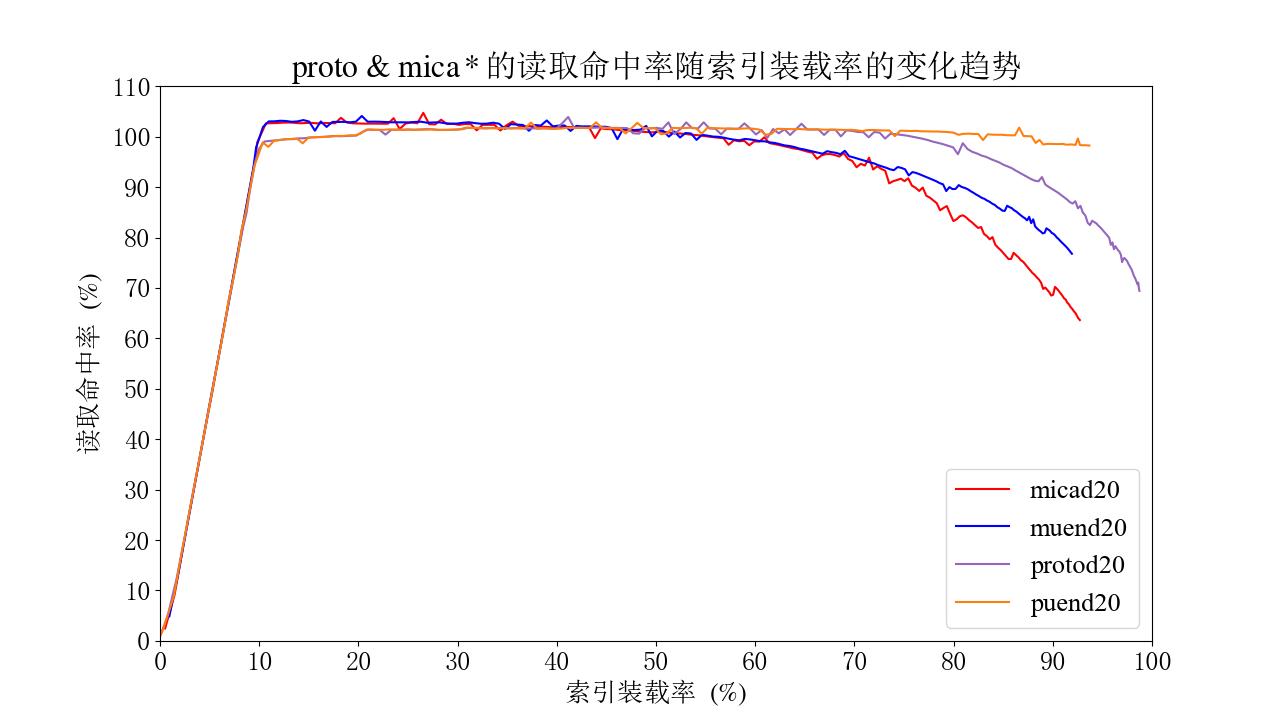 proto & mica* 的读取命中率随索引装载率的变化趋势
110
100
90
80
70
60
50
40
30
20
10
0
读取命中率 (%)
0 10 20 30 40 50 60 70 80 90 100
索引装载率 (%)
micad20
muend20
protod20
puend20